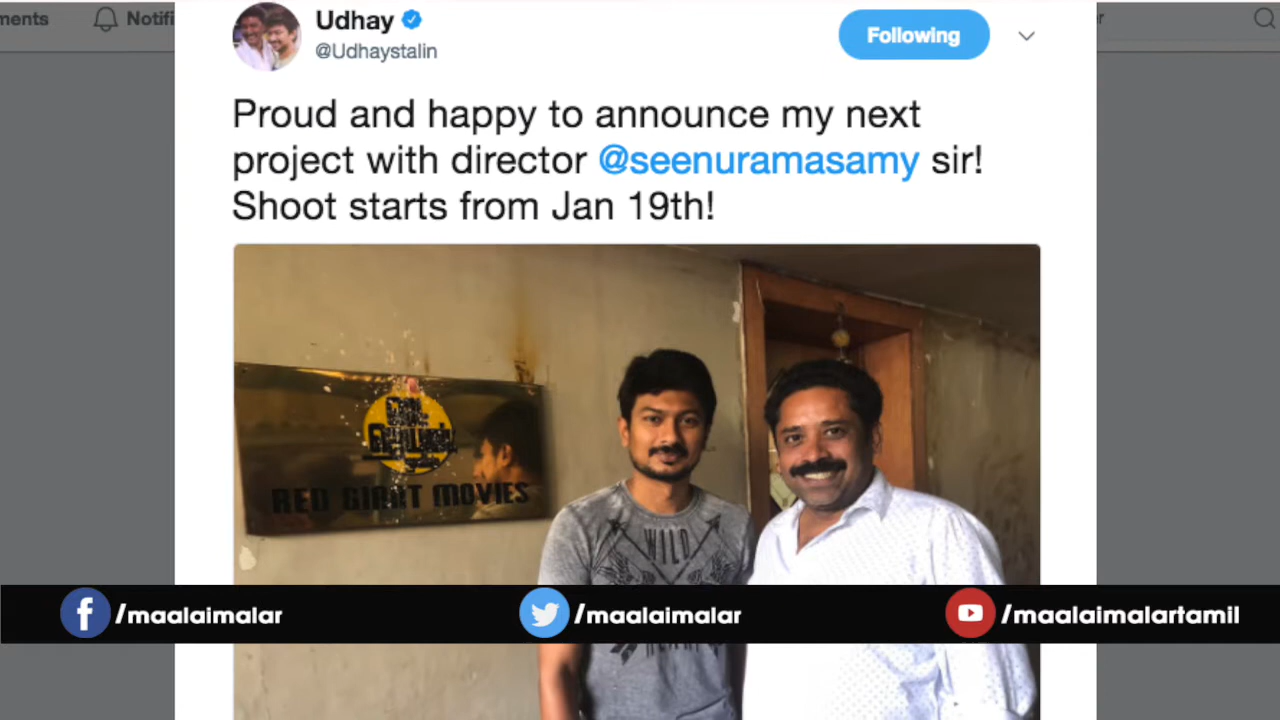 ments
Notifi
r
Udhay
@Udhaystalin
Following
Proud and happy to announce my next
project with director @seenuramasamy sir!
Shoot starts from Jan 19th!
RED GIANT MOVIES
WILD
/maalaimalar
/maalaimalar
/maalaimalartamil